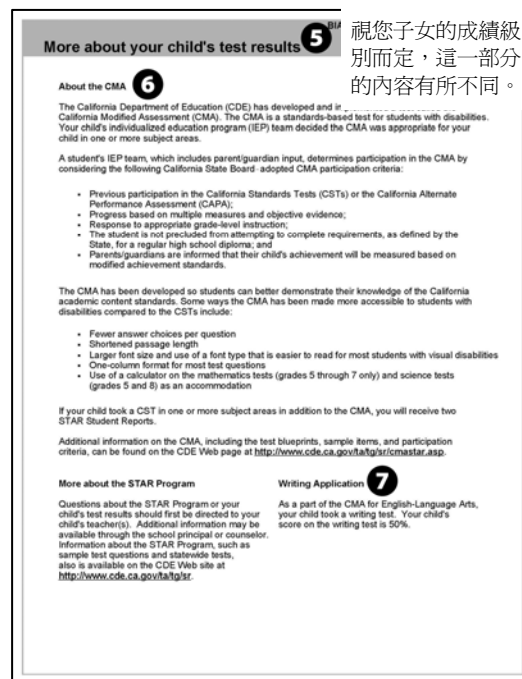 More about your child's test results 5
視您子女的成績級
別而定，這一部分
的內容有所不同。
About the CMA 6
The California Department of Education (CDE) has developed and
California Modified Assessment (CMA). The CMA is a standards-based test for students with disabilities.
Your child's individualized education program (IEP) team decided the CMA was appropriate for your
child in one or more subject areas.
A student's IEP team, which includes parent/guardian input, determines participation in the CMA by
considering the following California State Board-adopted CMA participation criteria:
• Previous participation in the California Standards Tests (CSTs) or the California Alternate
Performance Assessment (CAPA);
• Progress based on multiple measures and objective evidence;
• Response to appropriate grade-level instruction;
• The student is not precluded from attempting to complete requirements, as defined by the
State, for a regular high school diploma; and
• Parents/guardians are informed that their child's achievement will be measured based on
modified achievement standards.
The CMA has been developed so students can better demonstrate their knowledge of the California
academic content standards. Some ways the CMA has been made more accessible to students with
disabilities compared to the CSTs include:
• Fewer answer choices per question
• Shortened passage length
• Larger font size and use of a font type that is easier to read for most students with visual disabilities
• One-column format for most test questions
• Use of a calculator on the mathematics tests (grades 5 through 7 only) and science tests
(grades 5 and 8) as an accommodation
If your child took a CST in one or more subject areas in addition to the CMA, you will receive two
STAR Student Reports.
Additional information on the CMA, including the test blueprints, sample items, and participation
criteria, can be found on the CDE Web page at http://www.cde.ca.gov/ta/tg/sr/cmastar.asp.
More about the STAR Program
Questions about the STAR Program or your
child's test results should first be directed to your
child's teacher(s). Additional information may be
available through the school principal or counselor.
Information about the STAR Program, such as
sample test questions and statewide tests,
also is available on the CDE Web site at
http://www.cde.ca.gov/ta/tg/sr.
Writing Application 7
As a part of the CMA for English-Language Arts,
your child took a writing test. Your child's
score on the writing test is 50%.